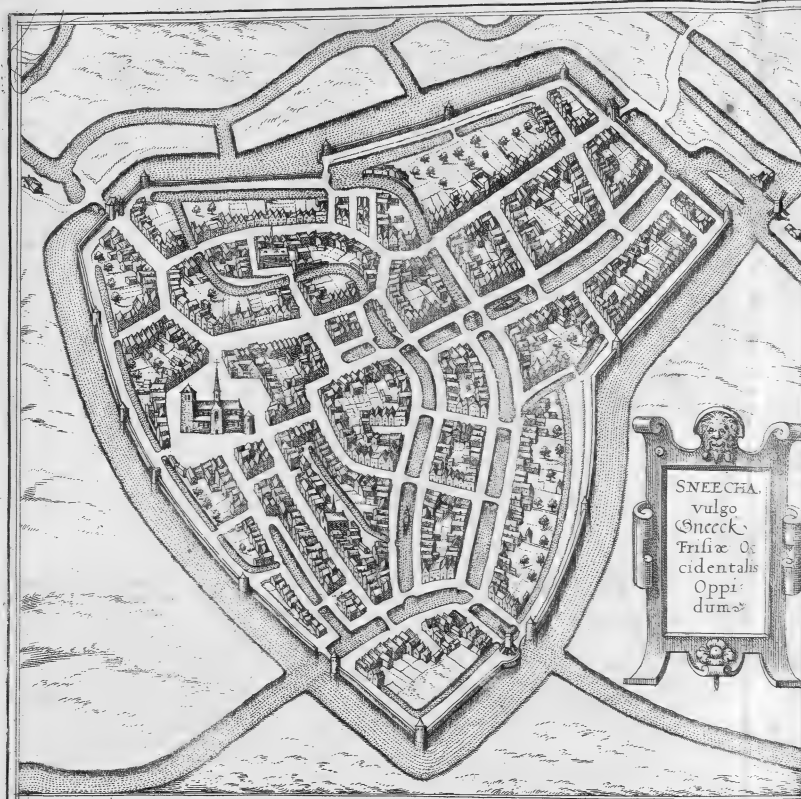 SNEECHA,
vulgo
Sneeck
Frisiæ Oc
cidentalis
Oppi:
dum